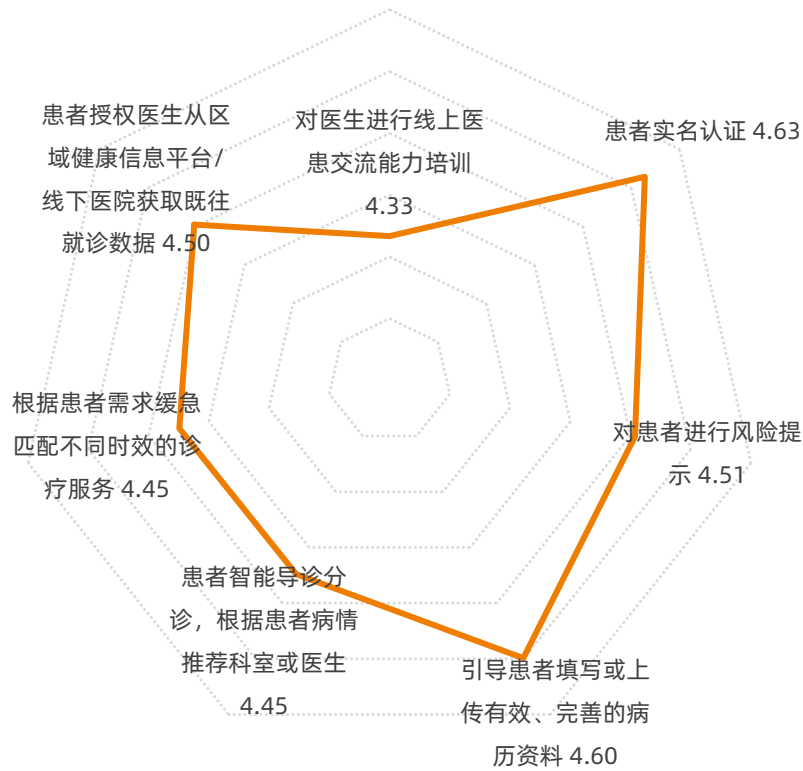 对医生进行线上医
患交流能力培训
4.33
患者实名认证 4.63
对患者进行风险提
示 4.51
引导患者填写或上
传有效、完善的病
历资料 4.60
患者智能导诊分
诊，根据患者病情
推荐科室或医生
4.45
根据患者需求缓急
匹配不同时效的诊
疗服务 4.45
患者授权医生从区
域健康信息平台/
线下医院获取既往
就诊数据 4.50